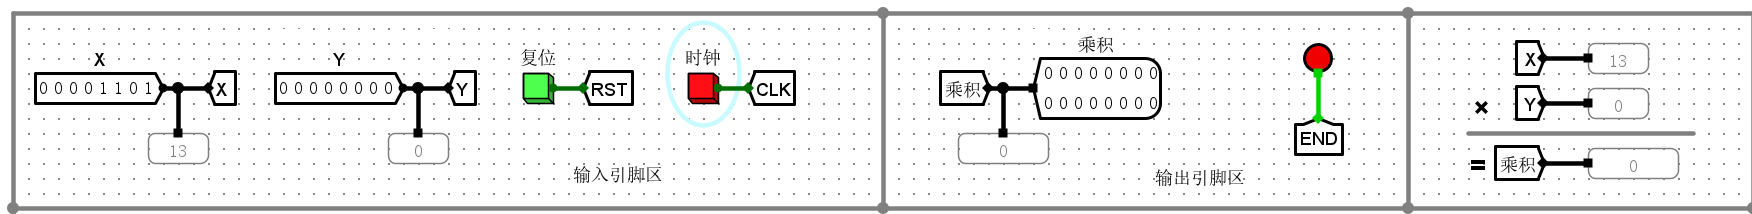 X
00001101
X
13
Y
00000000
Y
0
复位
RST
时钟
CLK
输入引脚区
乘积
乘积
00000000
00000000
0
END
输出引脚区
X
13
×
Y
0
=
乘积
0